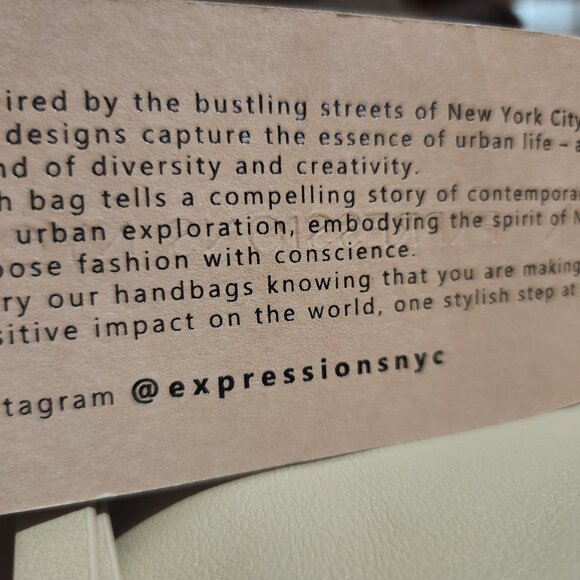 ired by the bustling streets of New York City
designs capture the essence of urban life – a
nd of diversity and creativity.
h bag tells a compelling story of contempora
urban exploration, embodying the spirit of N
oose fashion with conscience.
ry our handbags knowing that you are making
sitive impact on the world, one stylish step at
tagram @expressionsnyc